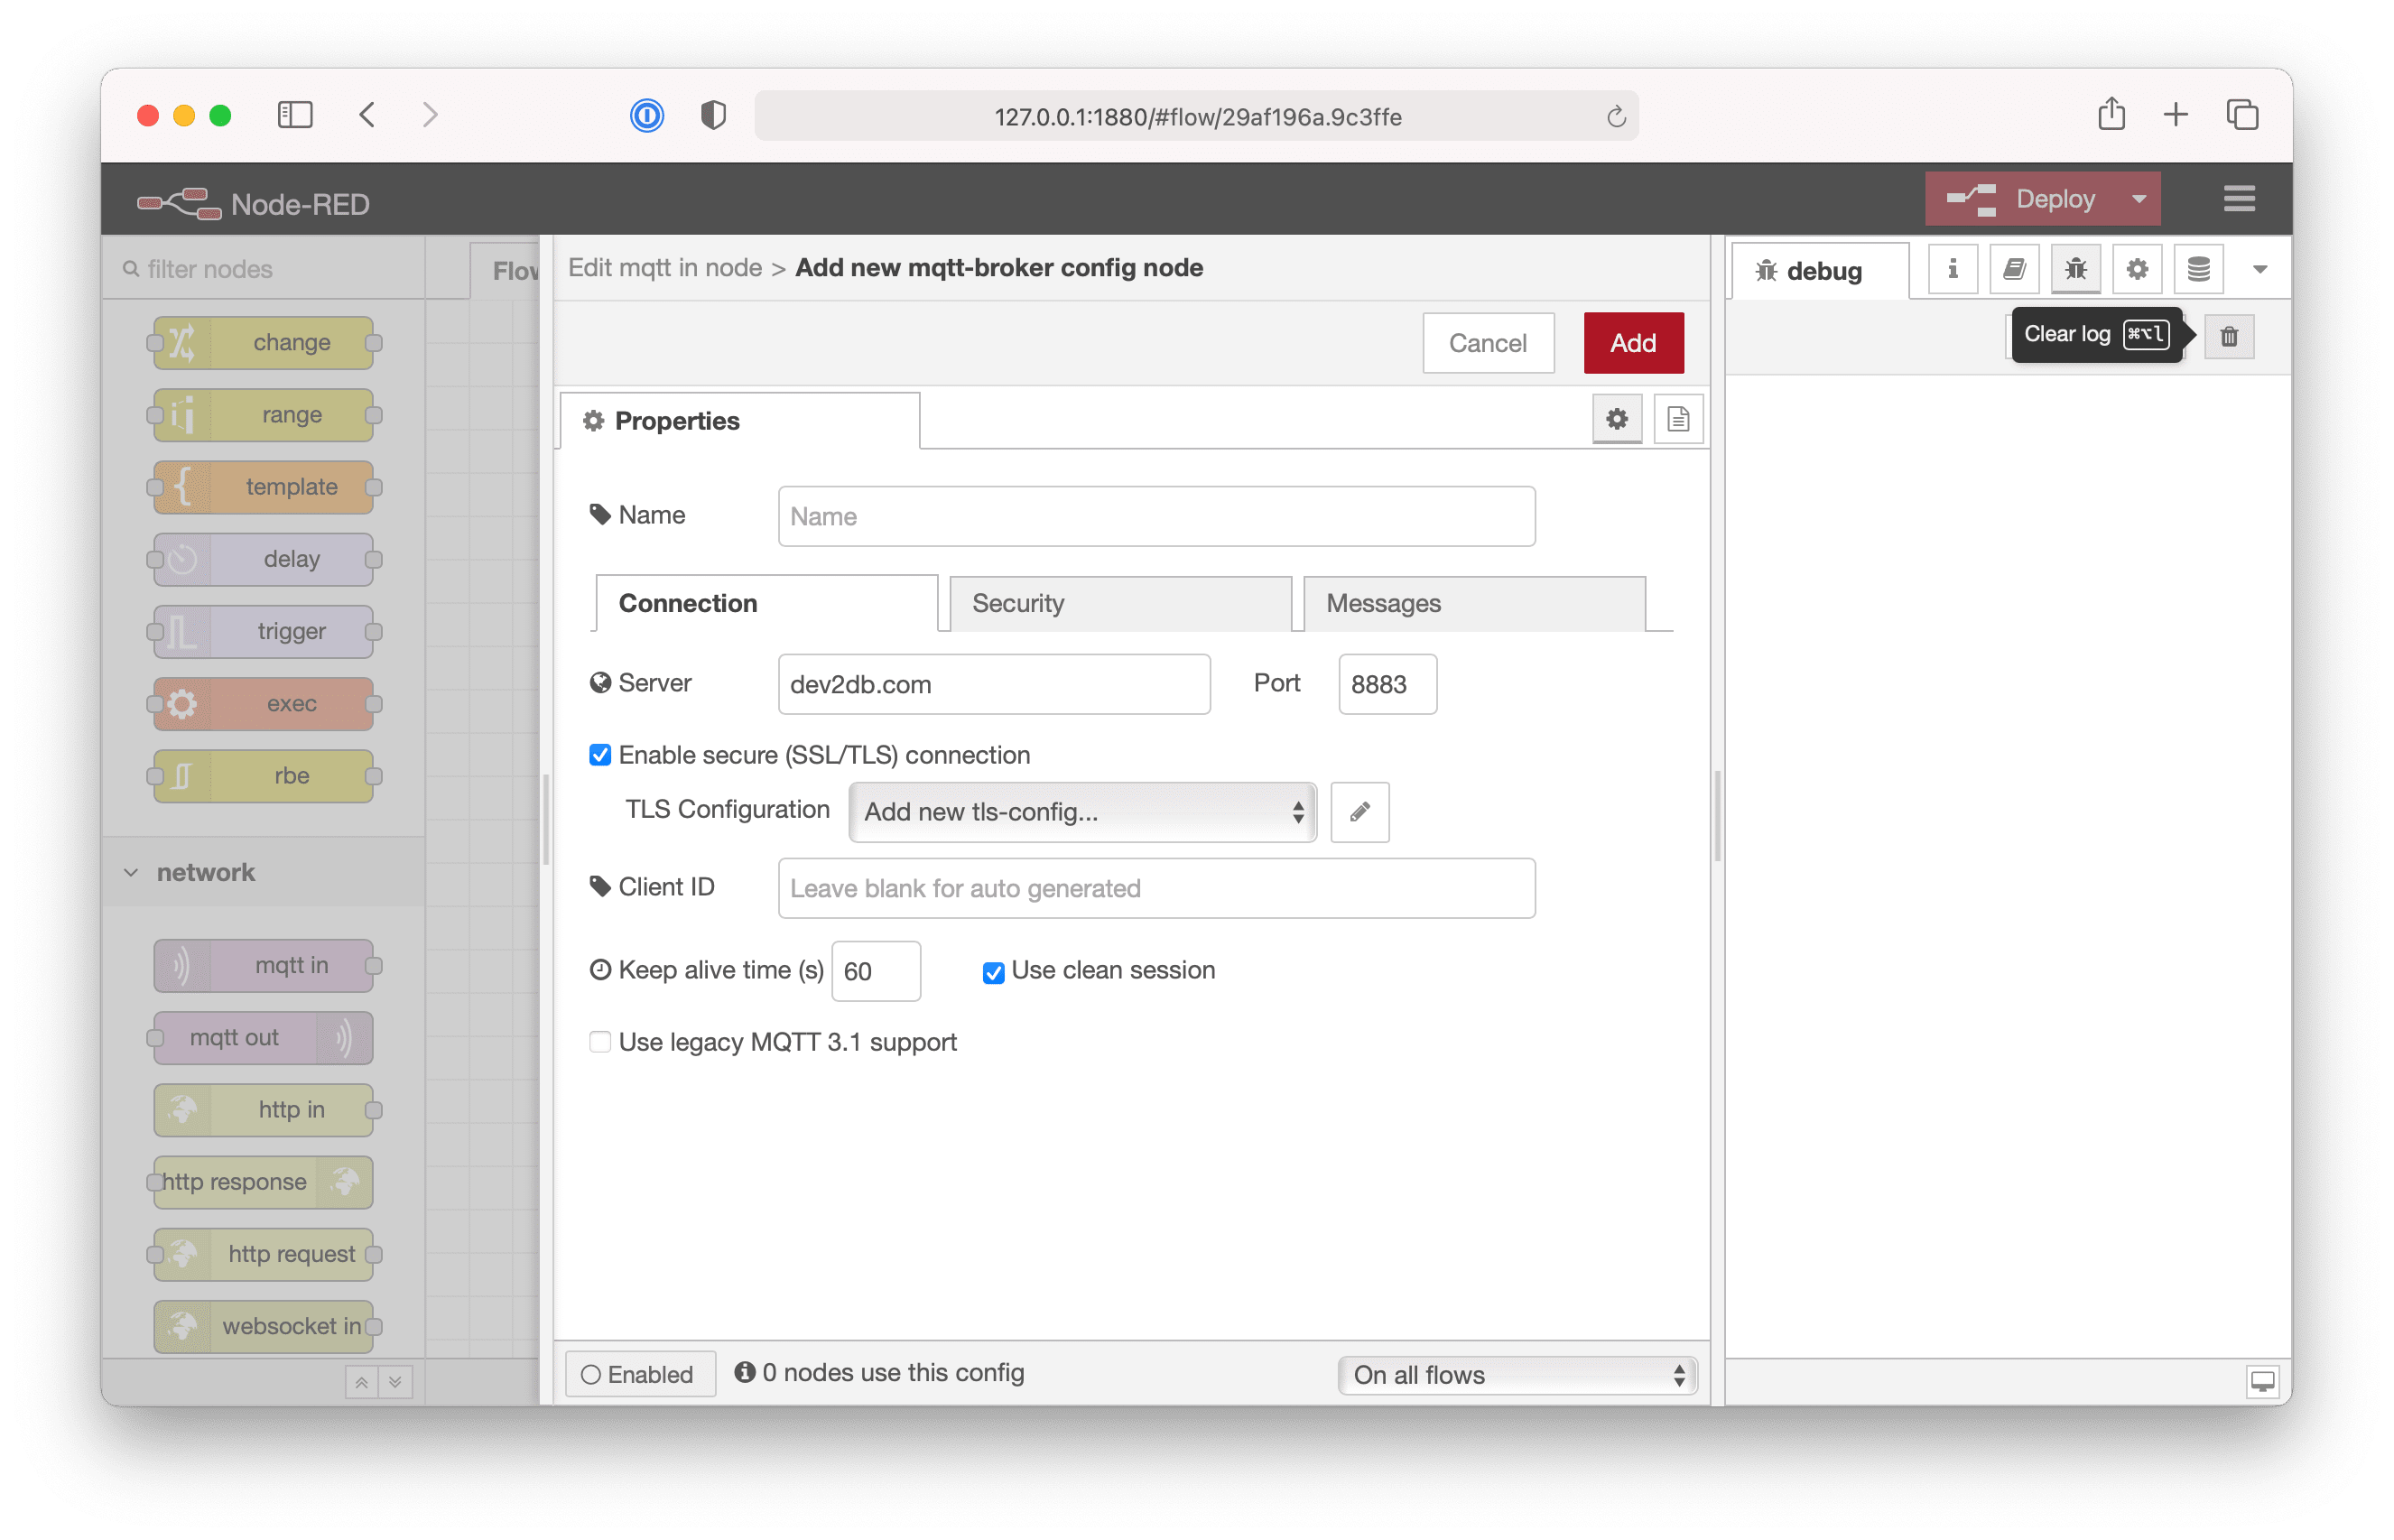 127.0.0.1:1880/#flow/29af196a.9c3ffe
Node-RED
Deploy
filter nodes
change
range
template
delay
trigger
exec
rbe
network
mqtt in
mqtt out
http in
http response
http request
websocket in
Flow
Edit mqtt in node > Add new mqtt-broker config node
Cancel
Add
Properties
Name
Name
Connection
Security
Messages
Server
dev2db.com
Port
8883
Enable secure (SSL/TLS) connection
TLS Configuration
Add new tls-config...
Client ID
Leave blank for auto generated
Keep alive time (s)
60
Use clean session
Use legacy MQTT 3.1 support
Enabled
0 nodes use this config
On all flows
debug
i
Clear log ⌘⌥l